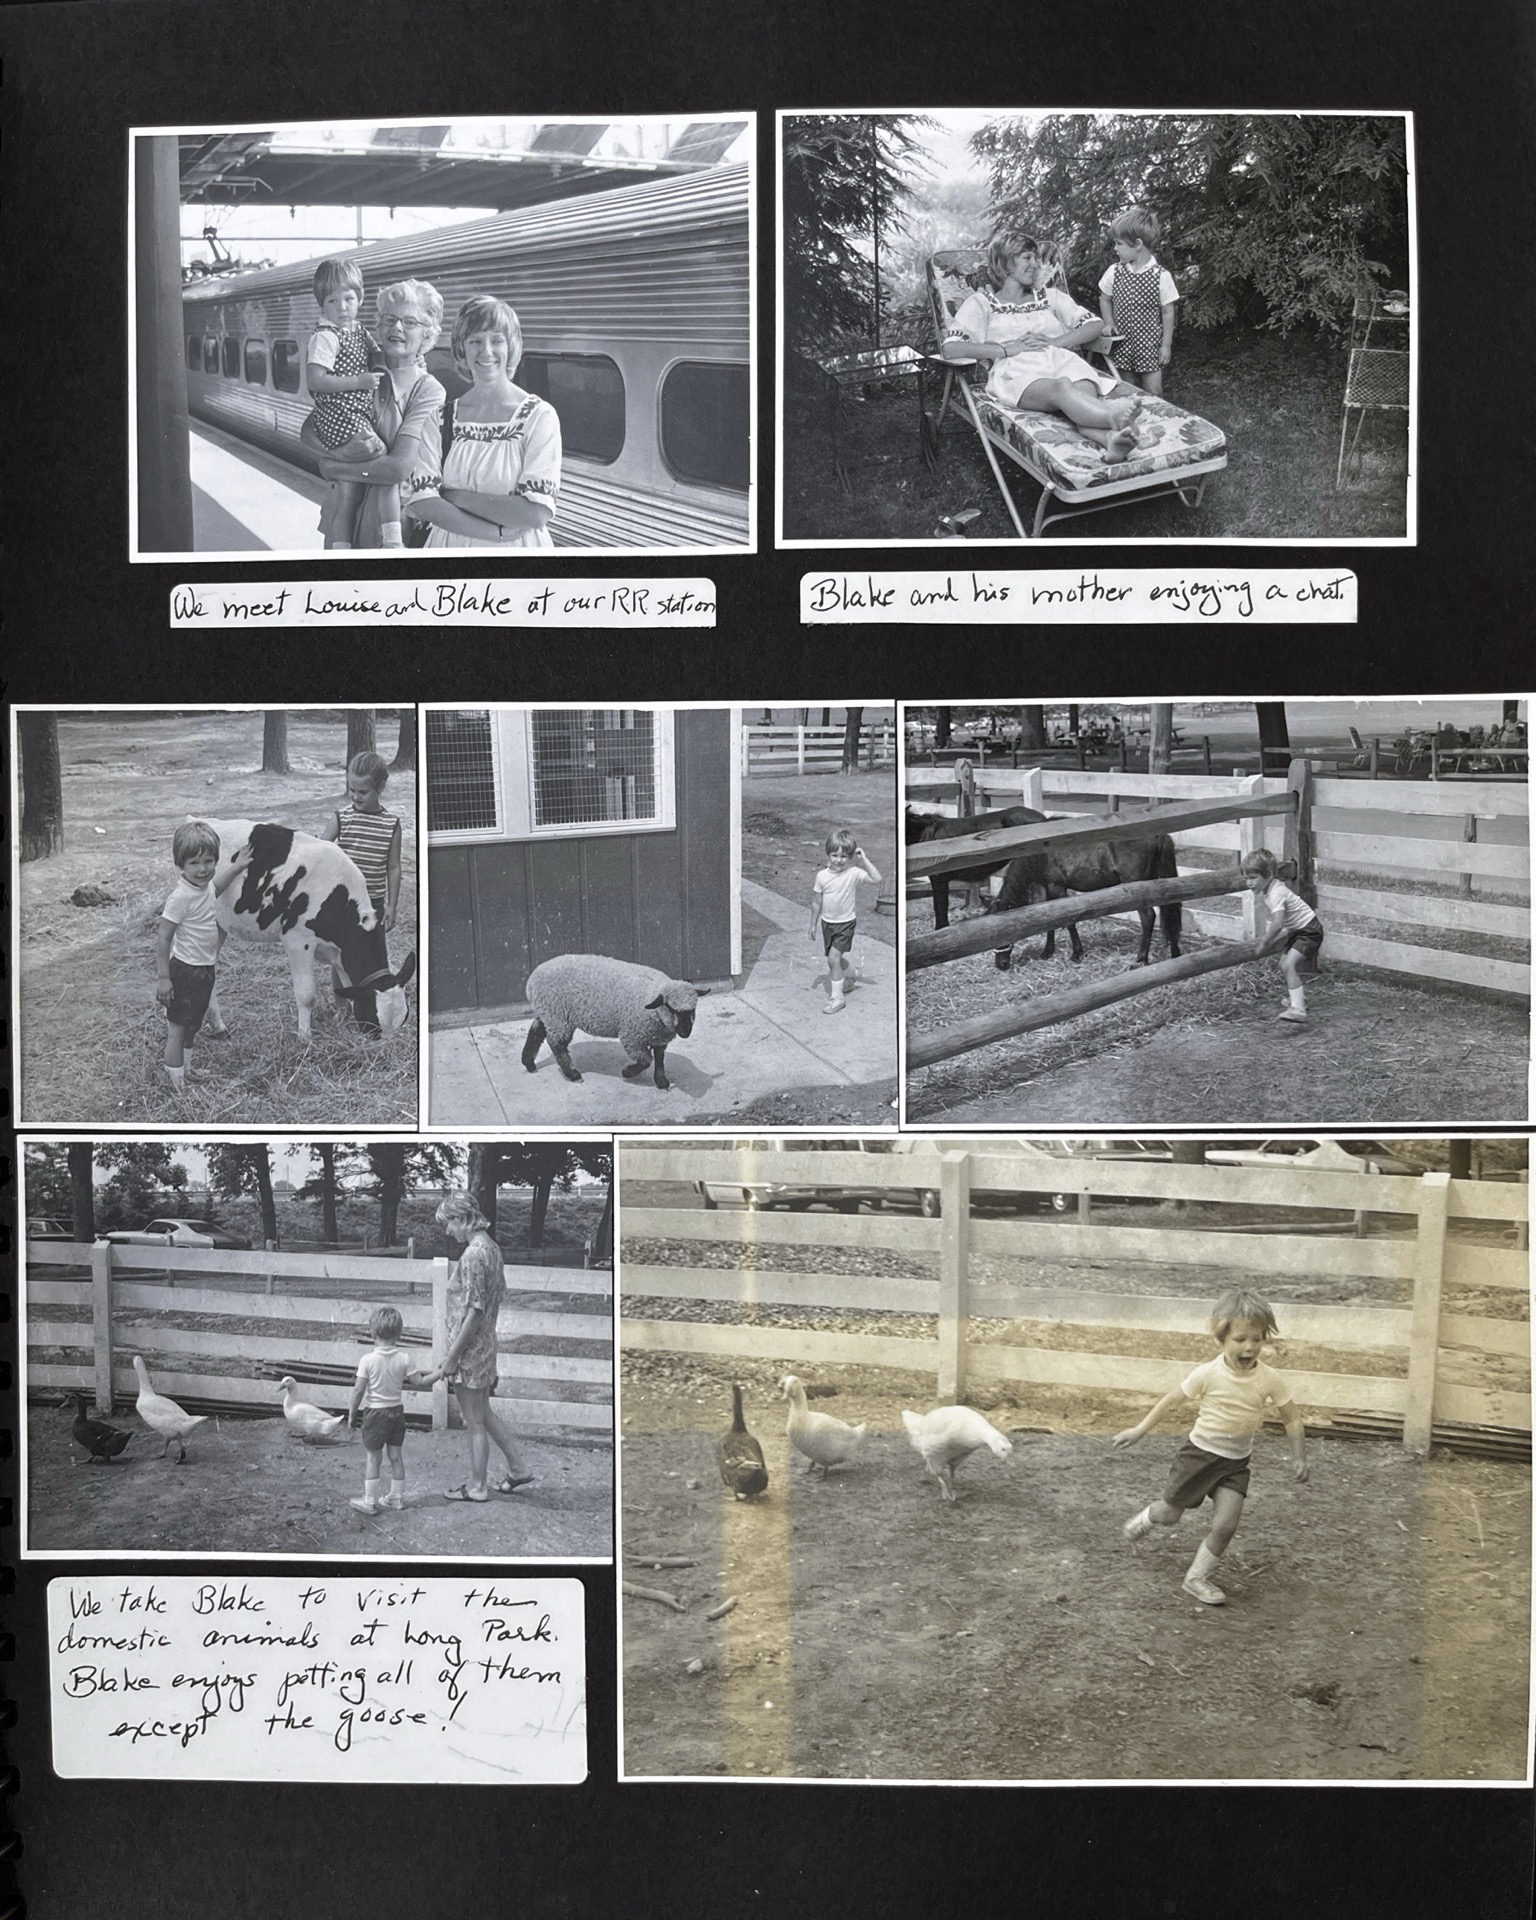 We meet Louise and Blake at our RR station
Blake and his mother enjoying a chat.
We take Blake to visit the
domestic animals at Long Park.
Blake enjoys petting all of them
except the goose!